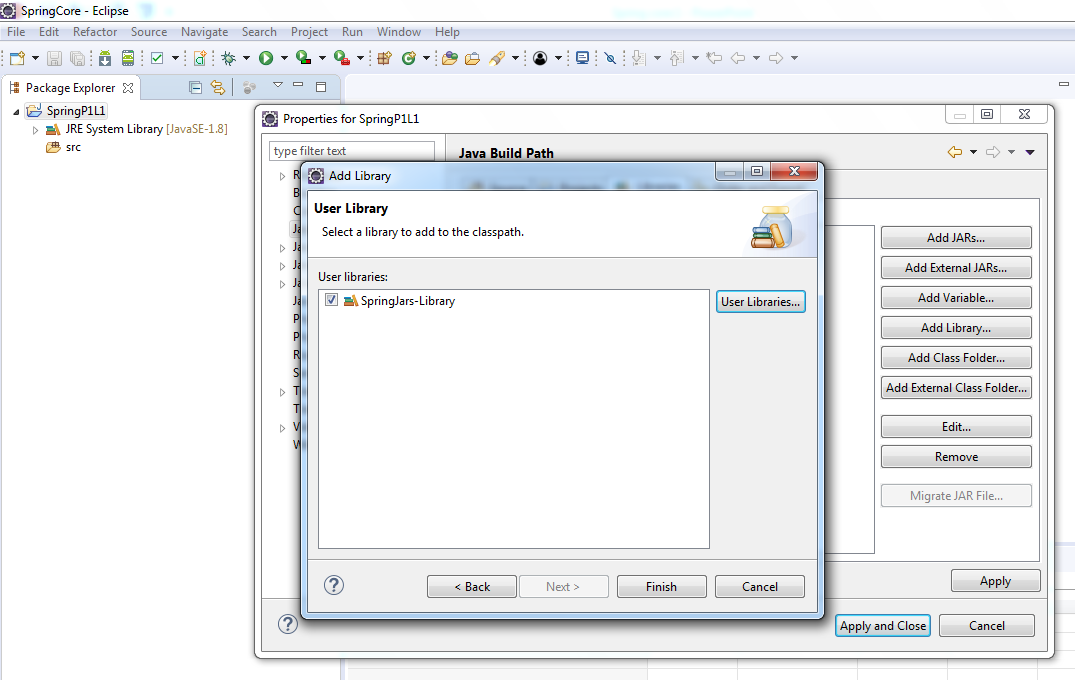 SpringCore - Eclipse
File Edit Refactor Source Navigate Search Project Run Window Help
Package Explorer
SpringP1L1
JRE System Library [JavaSE-1.8]
src
Properties for SpringP1L1
type filter text
Java Build Path
Add Library
User Library
Select a library to add to the classpath.
User libraries:
SpringJars-Library
User Libraries...
< Back Next > Finish Cancel
Add JARs...
Add External JARs...
Add Variable...
Add Library...
Add Class Folder...
Add External Class Folder...
Edit...
Remove
Migrate JAR File...
Apply
Apply and Close Cancel